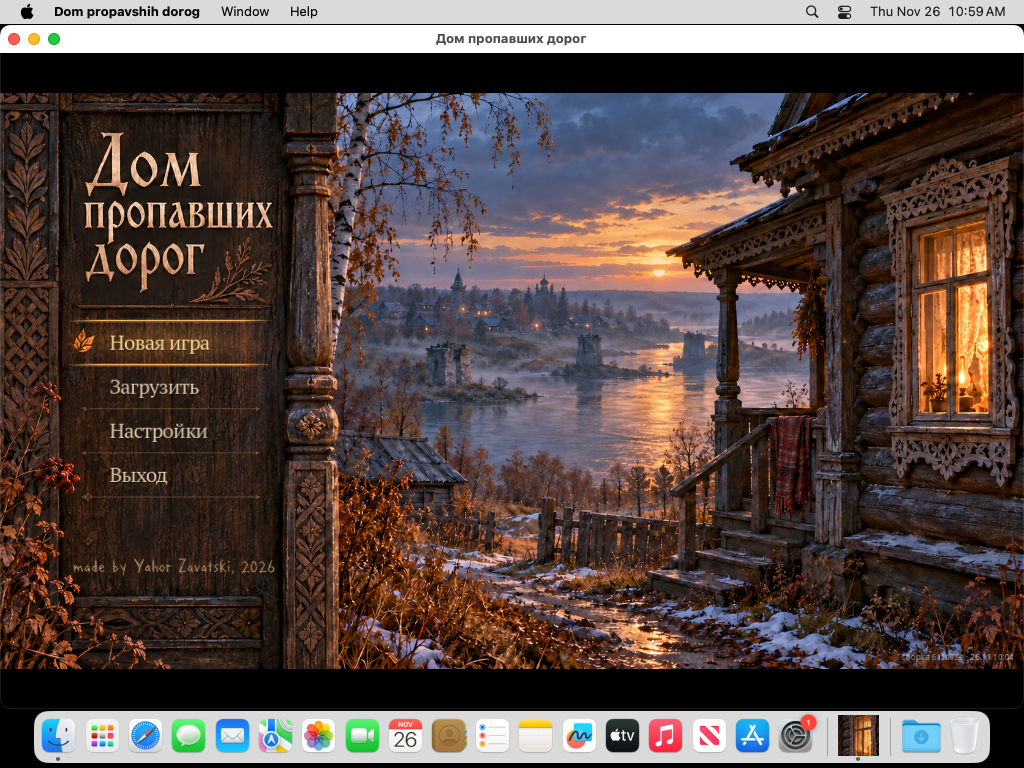 Dom propavshih dorog Window Help Thu Nov 26 10:59 AM
Дом пропавших дорог
Дом
пропавших
дорог
Новая игра
Загрузить
Настройки
Выход
made by Yahor Zavatski, 2026
NOV
26
tv
1